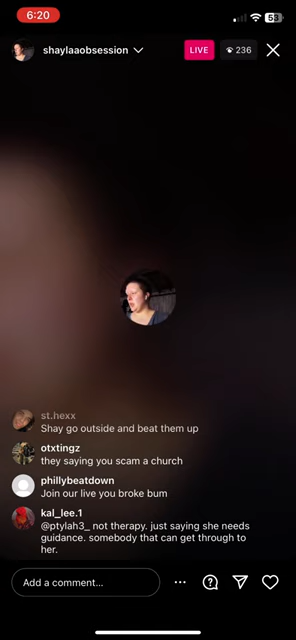 6:20
53
shaylaaobsession
LIVE
236
st.hexx
Shay go outside and beat them up
otxtingz
they saying you scam a church
phillybeatdown
Join our live you broke bum
kal_lee.1
@ptylah3_ not therapy. just saying she needs
guidance. somebody that can get through to
her.
Add a comment...